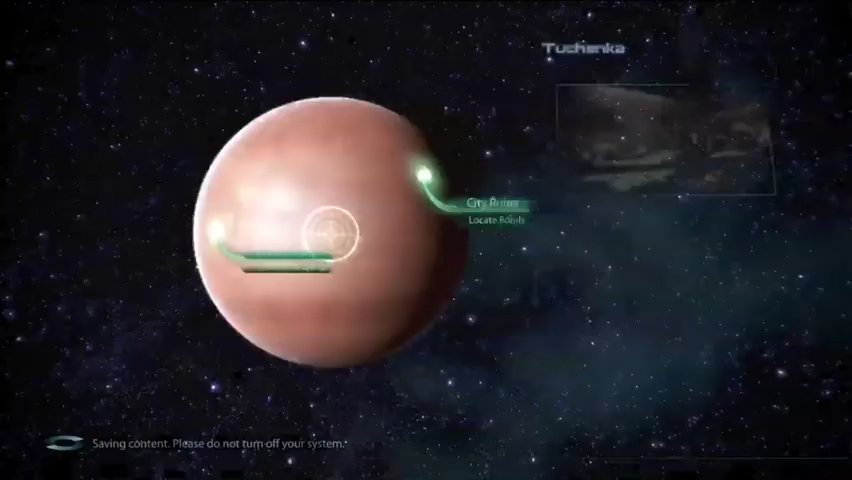 Tuchanka
City Ruins
Locate Bomb
Saving content. Please do not turn off your system.